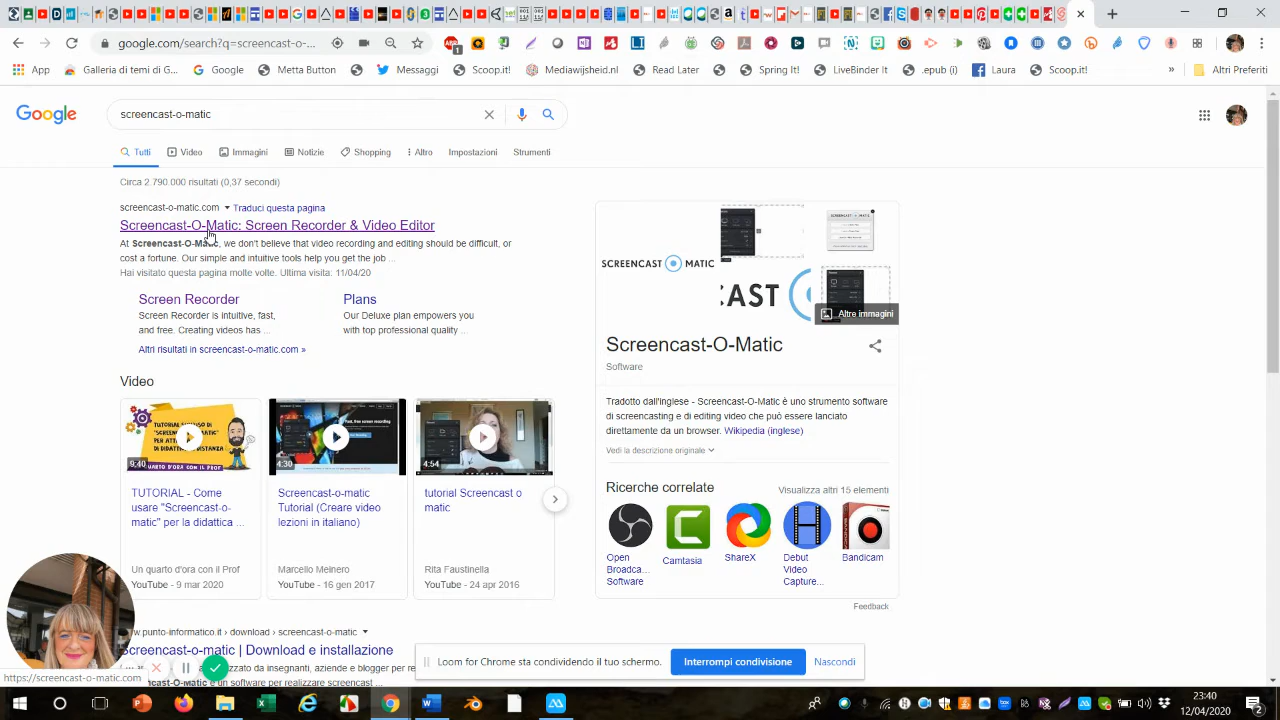 google.com/search?q=screencast-o-...
App
Galleria di temi di G...
Google
Metta Button
Messaggi
Scoop.it!
Mediawijsheid.nl
Read Later
Spring It!
LiveBinder It
.epub (i)
Laura
Scoop.it!
»
Altri Preferiti
Google
screencast-o-matic
Tutti
Video
Immagini
Notizie
Shopping
Altro
Impostazioni
Strumenti
Circa 2.790.000 risultati (0,37 secondi)
screencast-o-matic.com ▼ Traduci questa pagina
Screencast-O-Matic: Screen Recorder & Video Editor
At Screencast-O-Matic, we don't believe that video recording and editing should be difficult, or
cost a fortune. Our simple and intuitive tools help you get the job ...
Hai visitato questa pagina molte volte. Ultima visita: 11/04/20
Screen Recorder
Screen Recorder is intuitive, fast,
and free. Creating videos has ...
Plans
Our Deluxe plan empowers you
with top professional quality ...
Altri risultati in screencast-o-matic.com »
Video
9:40
TUTORIAL - Come
usare "Screencast-o-
matic" per la didattica ...
Un quarto d'ora con il Prof
YouTube - 9 mar 2020
4:30
Screencast-o-matic
Tutorial (Creare video
lezioni in italiano)
Marcello Meinero
YouTube - 16 gen 2017
4:54
tutorial Screencast o
matic
Rita Faustinella
YouTube - 24 apr 2016
www.punto-informatico.it › download › screencast-o-matic ▼
Screencast-o-matic | Download e installazione
da insegnanti, aziende e blogger per
un software per realizzare screencast ...
SCREENCAST MATIC
CAST
Altre immagini
Screencast-O-Matic
Software
Tradotto dall'inglese - Screencast-O-Matic è uno strumento software
di screencasting e di editing video che può essere lanciato
direttamente da un browser. Wikipedia (inglese)
Vedi la descrizione originale
Ricerche correlate
Visualizza altri 15 elementi
Open
Broadca...
Software
Camtasia
ShareX
Debut
Video
Capture...
Bandicam
Feedback
Loom for Chrome sta condividendo il tuo schermo.
Interrompi condivisione
Nascondi
https://screencast-o-matic.com
23:40
12/04/2020